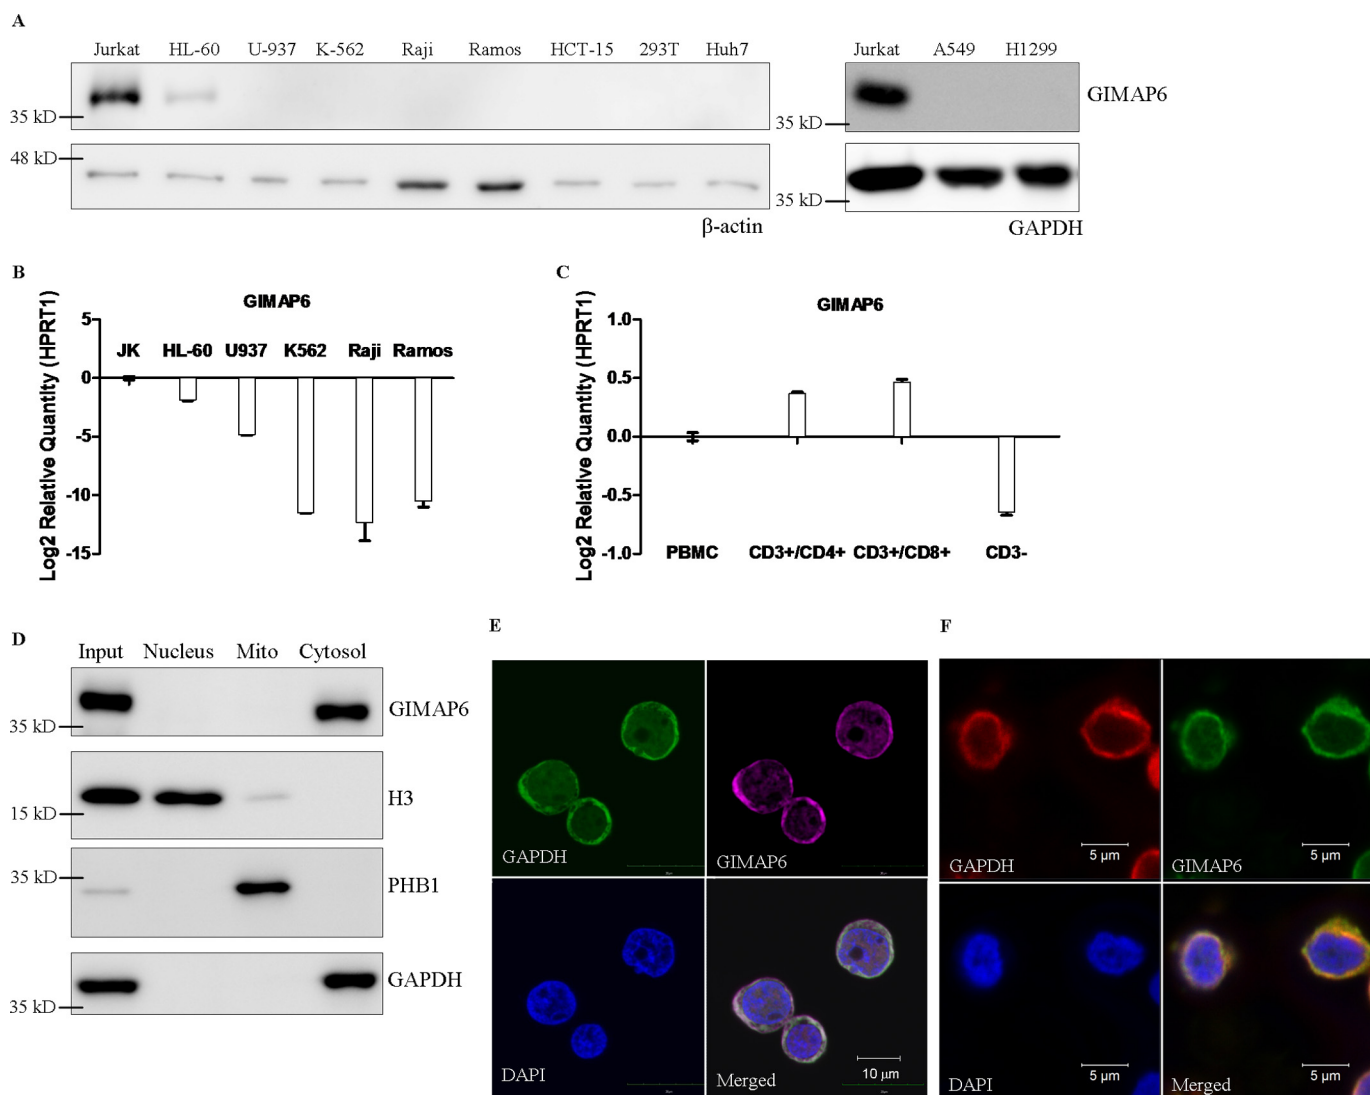 A
Jurkat HL-60 U-937 K-562 Raji Ramos HCT-15 293T Huh7
35 kD
48 kD
β-actin
Jurkat A549 H1299
GIMAP6
35 kD
35 kD
GAPDH
B
GIMAP6
Log2 Relative Quantity (HPRT1)
5
0
-5
-10
-15
JK HL-60 U937 K562 Raji Ramos
C
GIMAP6
Log2 Relative Quantity (HPRT1)
1.0
0.5
0.0
-0.5
-1.0
PBMC CD3+/CD4+ CD3+/CD8+ CD3-
D
Input Nucleus Mito Cytosol
GIMAP6
35 kD
H3
15 kD
35 kD
PHB1
GAPDH
35 kD
E
GAPDH
GIMAP6
DAPI
Merged
10 µm
F
GAPDH
5 µm
GIMAP6
5 µm
DAPI
5 µm
Merged
5 µm